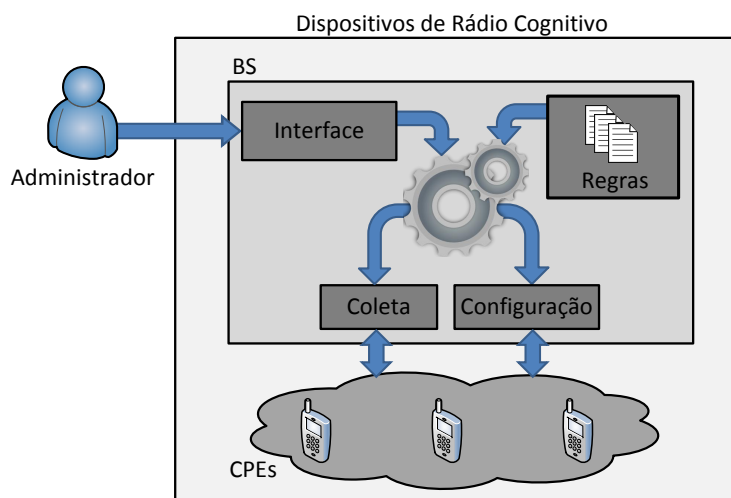 Dispositivos de Rádio Cognitivo
BS
Interface
Regras
Administrador
Coleta
Configuração
CPEs